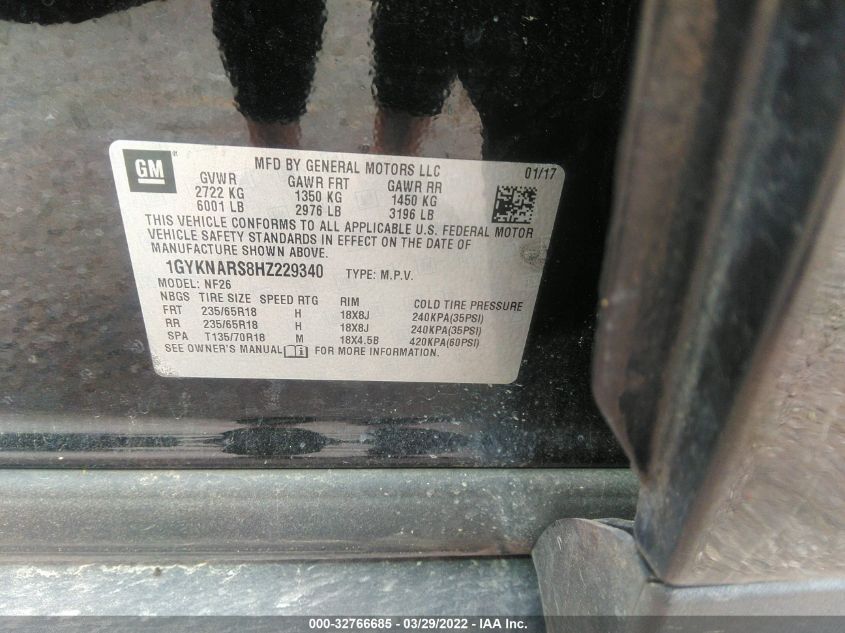 GM
MFD BY GENERAL MOTORS LLC
01/17
GVWR GAWR FRT GAWR RR
2722 KG 1350 KG 1450 KG
6001 LB 2976 LB 3196 LB
THIS VEHICLE CONFORMS TO ALL APPLICABLE U.S. FEDERAL MOTOR
VEHICLE SAFETY STANDARDS IN EFFECT ON THE DATE OF
MANUFACTURE SHOWN ABOVE.
1GYKNARS8HZ229340 TYPE: M.P.V.
MODEL: NF26
NBGS TIRE SIZE SPEED RTG RIM COLD TIRE PRESSURE
FRT 235/65R18 H 18X8J 240KPA(35PSI)
RR 235/65R18 H 18X8J 240KPA(35PSI)
SPA T135/70R18 M 18X4.5B 420KPA(60PSI)
SEE OWNER'S MANUAL FOR MORE INFORMATION.
000-32766685 - 03/29/2022 - IAA Inc.